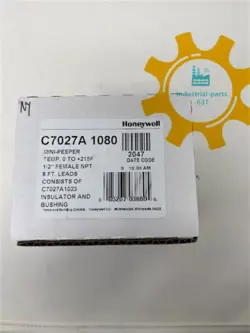 NY
Honeywell
C7027A 1080
MINI-PEEPER
TEMP. 0 TO +215F
1/2" FEMALE NPT
8 FT. LEADS
CONSISTS OF
C7027A1023
INSULATOR AND
BUSHING
2047
DATE CODE
industrial-parts
631